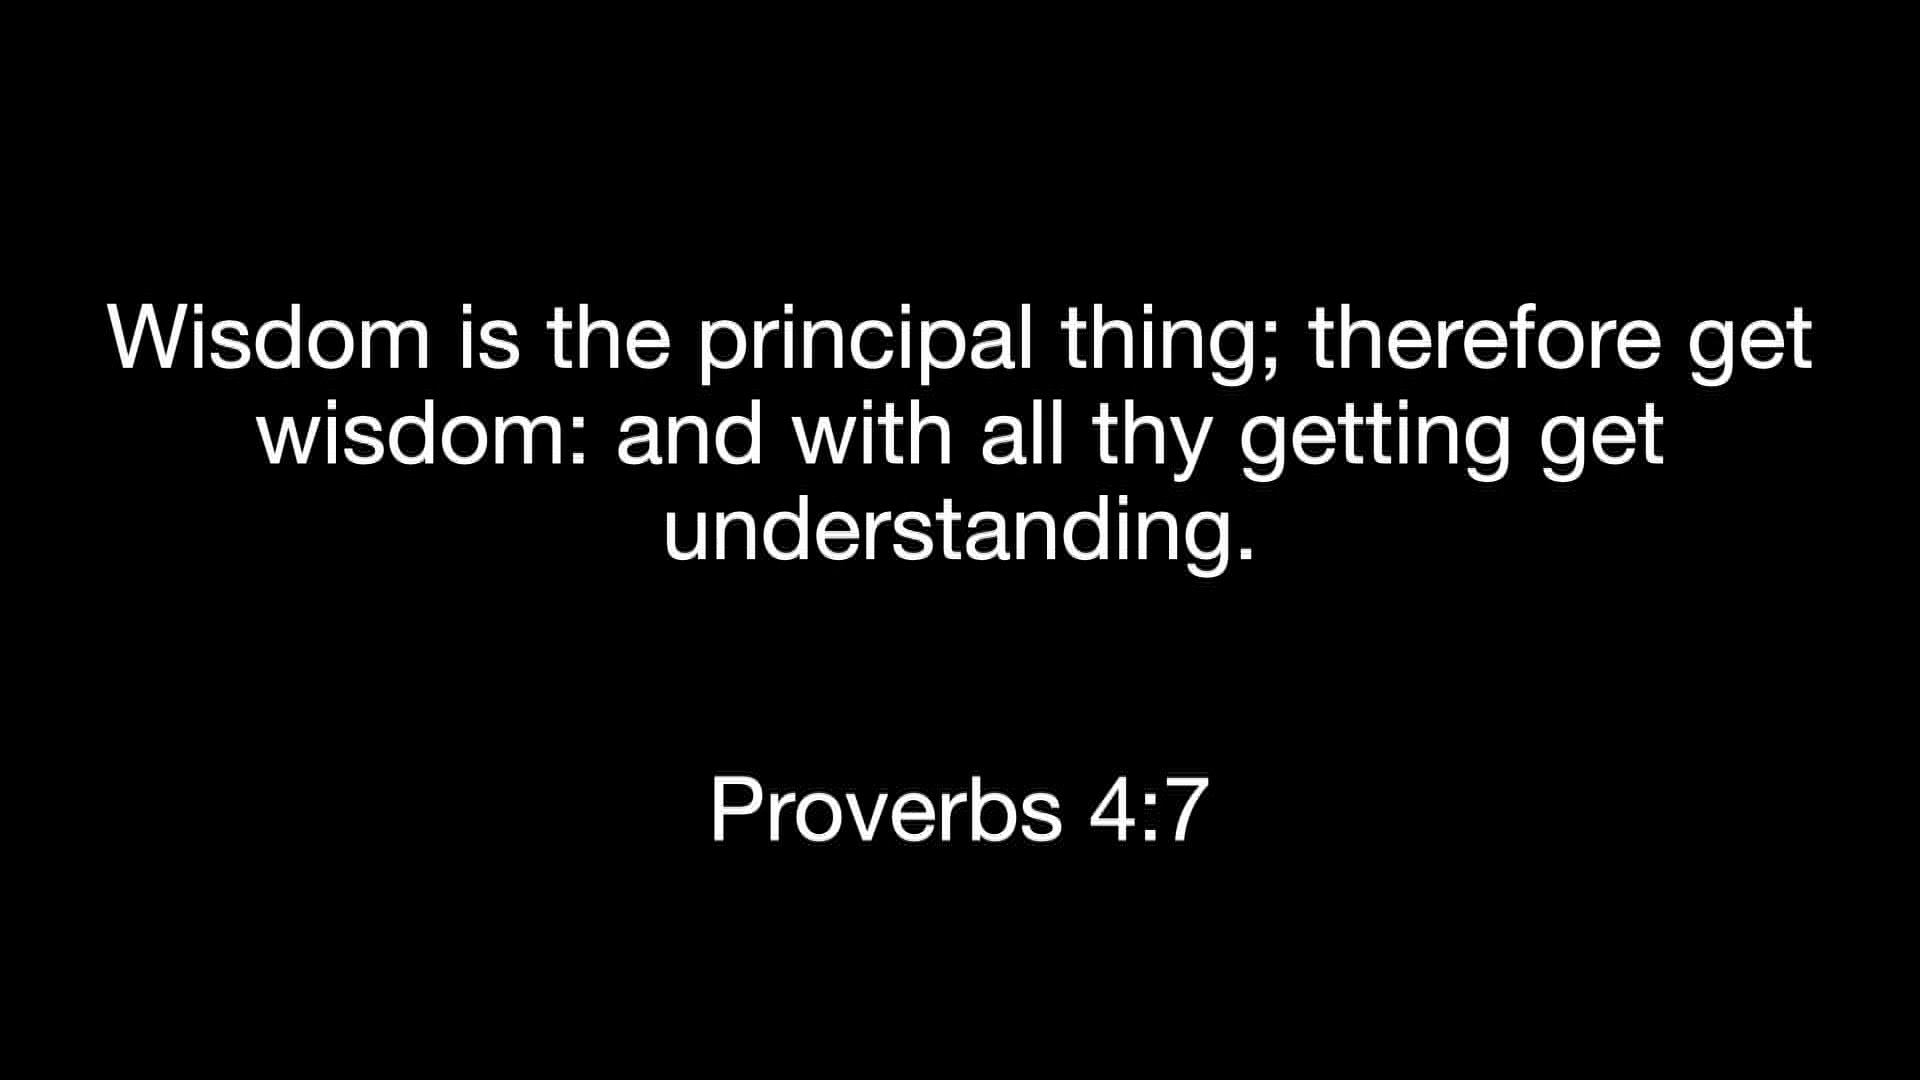 Wisdom is the principal thing; therefore get
wisdom: and with all thy getting get
understanding.
Proverbs 4:7